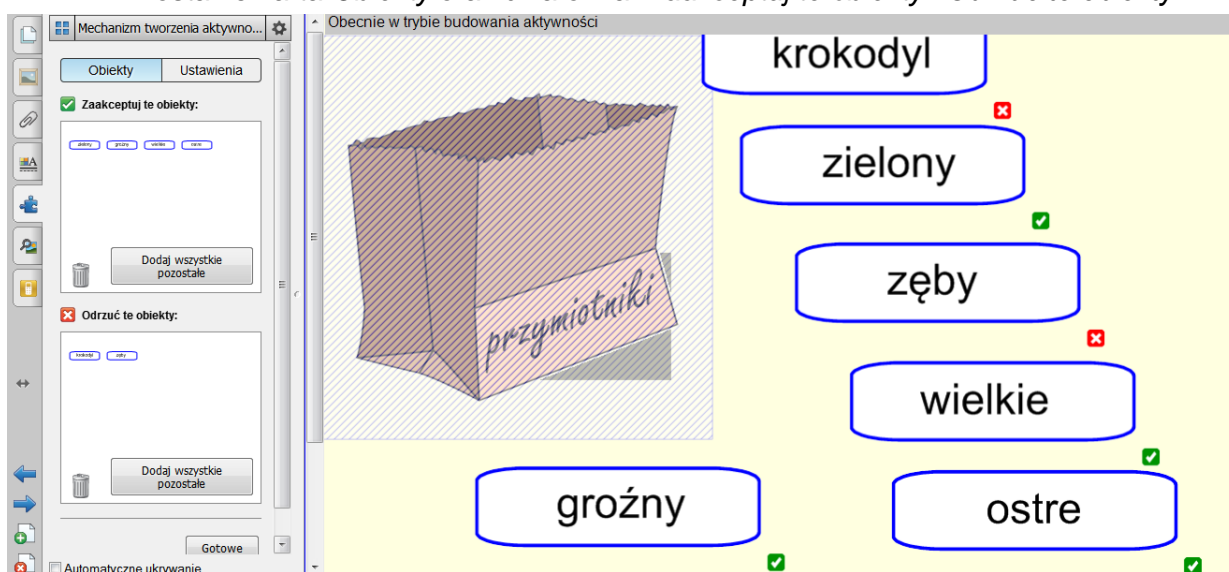 Obecnie w trybie budowania aktywności
Mechanizm tworzenia aktywno...
Obiekty Ustawienia
Zaakceptuj te obiekty:
zielony groźny wielkie ostre
Dodaj wszystkie
pozostałe
Odrzuć te obiekty:
krokodyl zęby
Dodaj wszystkie
pozostałe
Gotowe
Automatyczne ukrywanie
przymiotniki
krokodyl
zielony
zęby
wielkie
groźny
ostre